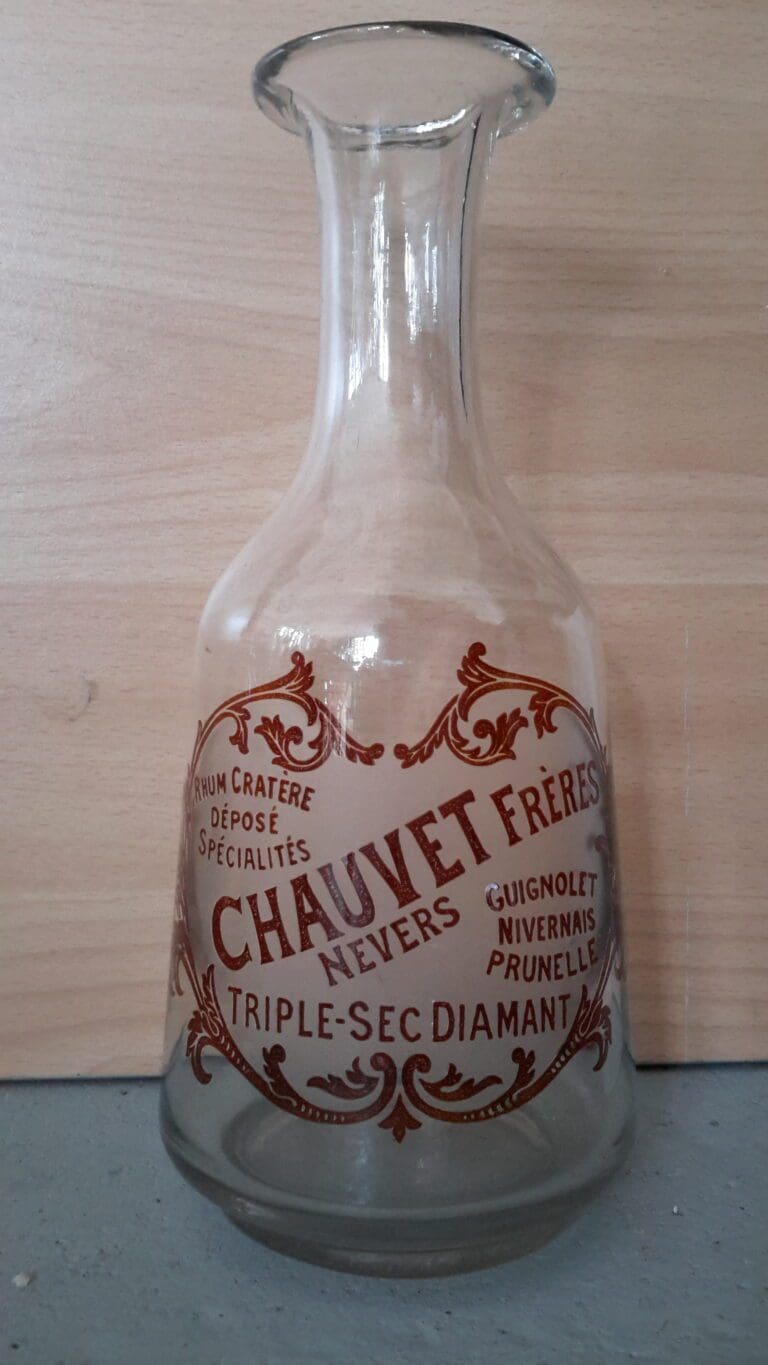 RHUM CRATÈRE
DÉPOSÉ
SPÉCIALITÉS
CHAUVET FRÈRES
NEVERS
GUIGNOLET
NIVERNAIS
PRUNELLE
TRIPLE-SEC DIAMANT